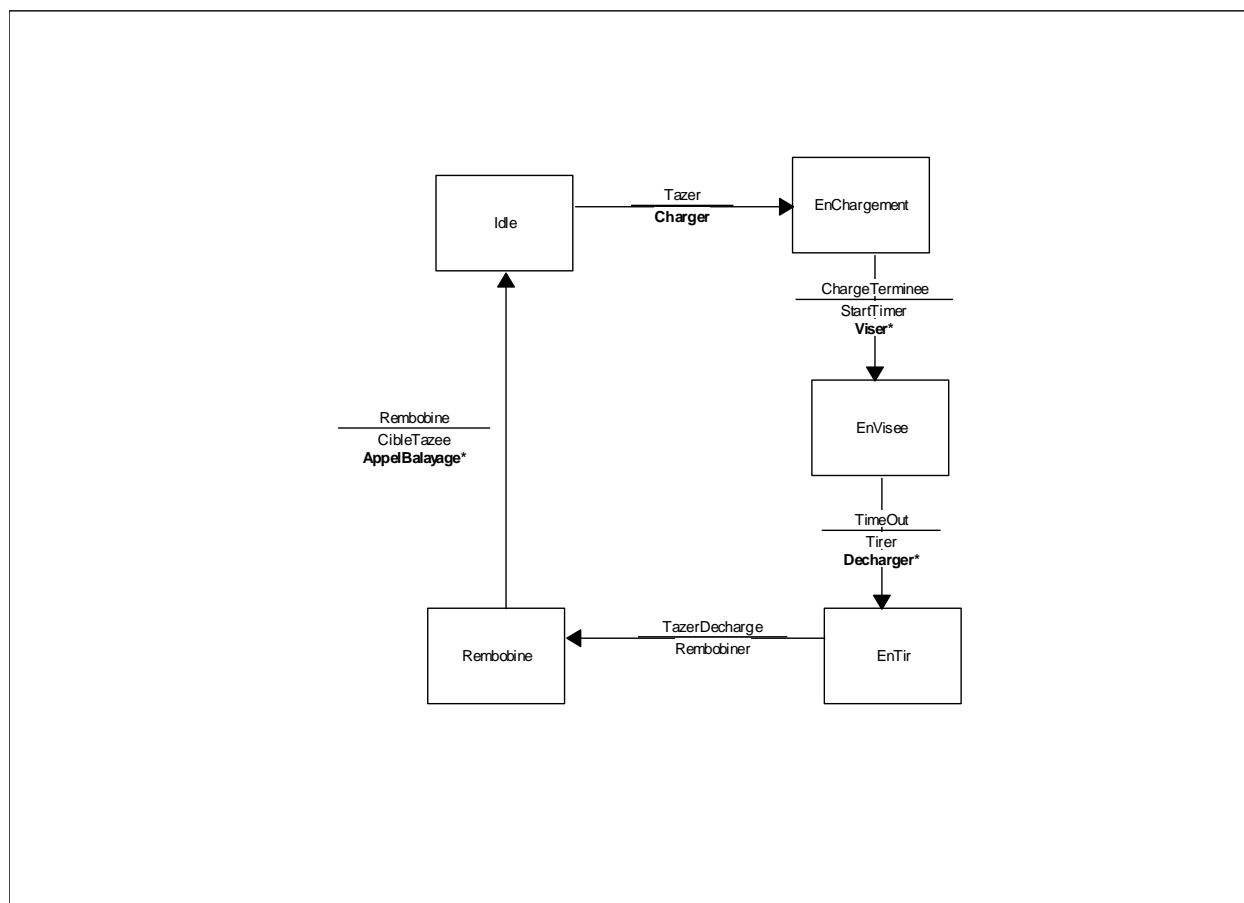 Idle
Tazer
Charger
EnChargement
ChargeTerminee
StartTimer
Viser*
EnVisee
TimeOut
Tirer
Decharger*
EnTir
TazerDecharge
Rembobiner
Rembobine
Rembobine
CibleTazee
AppelBalayage*